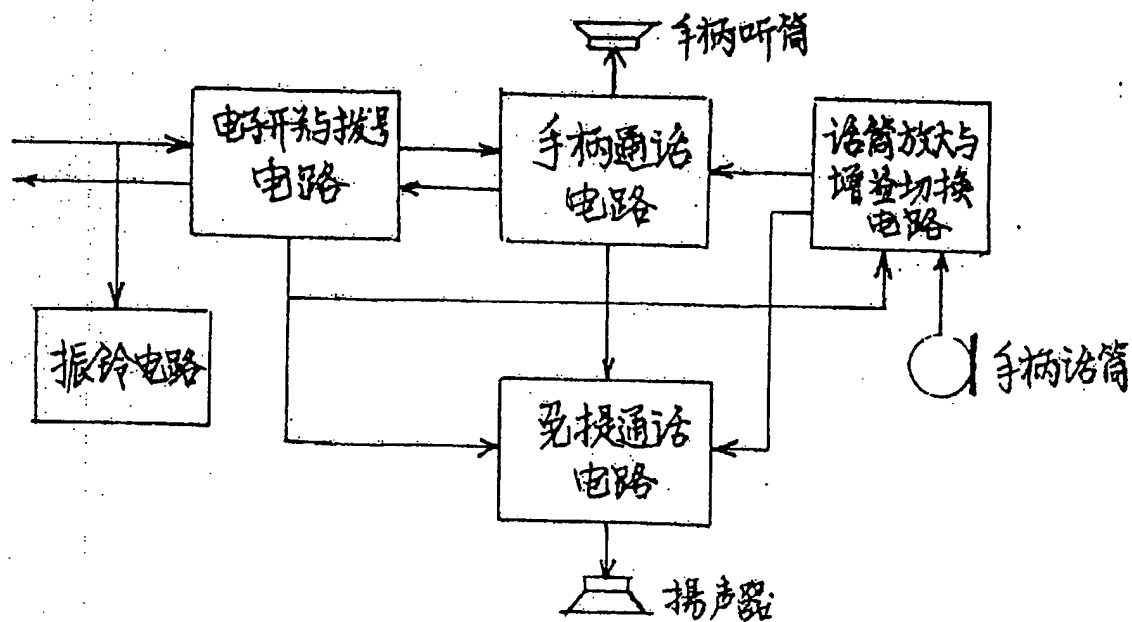 手柄听筒
电子开关与拨号
电路
手柄通话
电路
话筒放大与
增益切换
电路
振铃电路
手柄话筒
免提通话
电路
揚声器